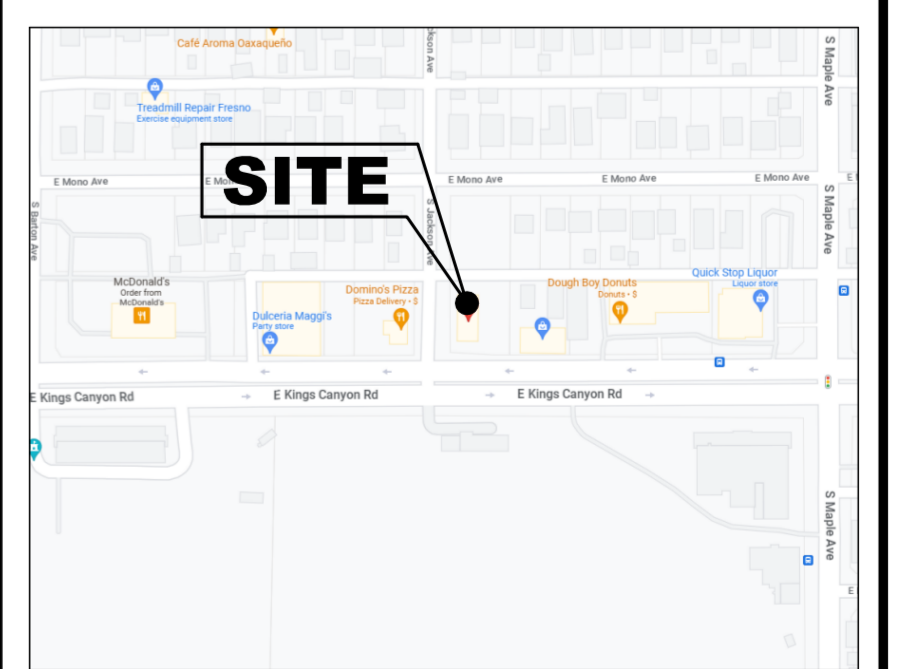 Café Aroma Oaxaqueño
kson Ave
S Maple Ave
Treadmill Repair Fresno
Exercise equipment store
SITE
E Mono Ave
E Mono Ave
E Mono Ave
E Mono Ave
E
S Barton Ave
S Jackson Ave
S Maple Ave
McDonald's
Order from
McDonald's
Domino's Pizza
Pizza Delivery • $
Dulceria Maggi's
Party store
Dough Boy Donuts
Donuts • $
Quick Stop Liquor
Liquor store
E Kings Canyon Rd
E Kings Canyon Rd
E Kings Canyon Rd
S Maple Ave
E